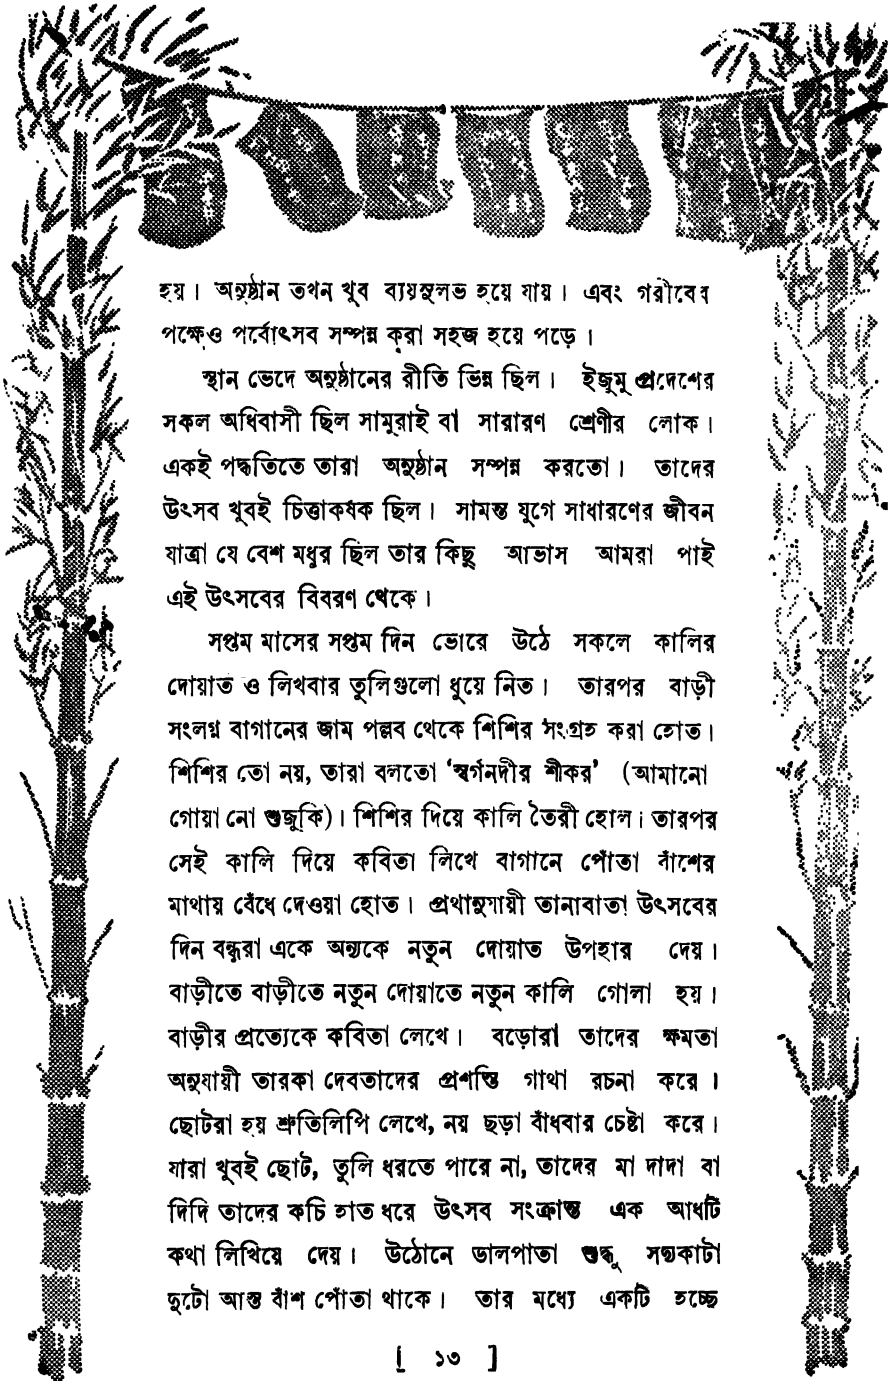 হয়। অনুষ্ঠান তখন খুব ব্যয়সুলভ হয়ে যায়। এবং গরীবের
পক্ষেও পর্বোৎসব সম্পন্ন করা সহজ হয়ে পড়ে।
স্থান ভেদে অনুষ্ঠানের রীতি ভিন্ন ছিল। ইজুমু প্রদেশের
সকল অধিবাসী ছিল সামুরাই বা সারারণ শ্রেণীর লোক।
একই পদ্ধতিতে তারা অনুষ্ঠান সম্পন্ন করতো। তাদের
উৎসব খুবই চিত্তাকর্ষক ছিল। সামন্ত যুগে সাধারণের জীবন
যাত্রা যে বেশ মধুর ছিল তার কিছু আভাস আমরা পাই
এই উৎসবের বিবরণ থেকে।
সপ্তম মাসের সপ্তম দিন ভোরে উঠে সকলে কালির
দোয়াত ও লিখবার তুলিগুলো ধুয়ে নিত। তারপর বাড়ী
সংলগ্ন বাগানের জাম পল্লব থেকে শিশির সংগ্রহ করা হোত।
শিশির তো নয়, তারা বলতো ‘স্বর্গনদীর শীকর’ (আমানো
গোয়া নো শুজুকি)। শিশির দিয়ে কালি তৈরী হোল। তারপর
সেই কালি দিয়ে কবিতা লিখে বাগানে পোঁতা বাঁশের
মাথায় বেঁধে দেওয়া হোত। প্রথানুযায়ী তানাবাতা উৎসবের
দিন বন্ধুরা একে অন্যকে নতুন দোয়াত উপহার দেয়।
বাড়ীতে বাড়ীতে নতুন দোয়াতে নতুন কালি গোলা হয়।
বাড়ীর প্রত্যেকে কবিতা লেখে। বড়োরা তাদের ক্ষমতা
অনুযায়ী তারকা দেবতাদের প্রশস্তি গাথা রচনা করে।
ছোটরা হয় শ্রুতিলিপি লেখে, নয় ছড়া বাঁধবার চেষ্টা করে।
যারা খুবই ছোট, তুলি ধরতে পারে না, তাদের মা দাদা বা
দিদি তাদের কচি হাত ধরে উৎসব সংক্রান্ত এক আধটি
কথা লিখিয়ে দেয়। উঠোনে ডালপাতা শুদ্ধু সদ্যকাটা
দুটো আস্ত বাঁশ পোঁতা থাকে। তার মধ্যে একটি হচ্ছে
[ ১৩ ]